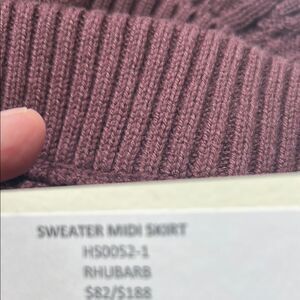 SWEATER MIDI SKIRT
HS0052-1
RHUBARB
$82/$188